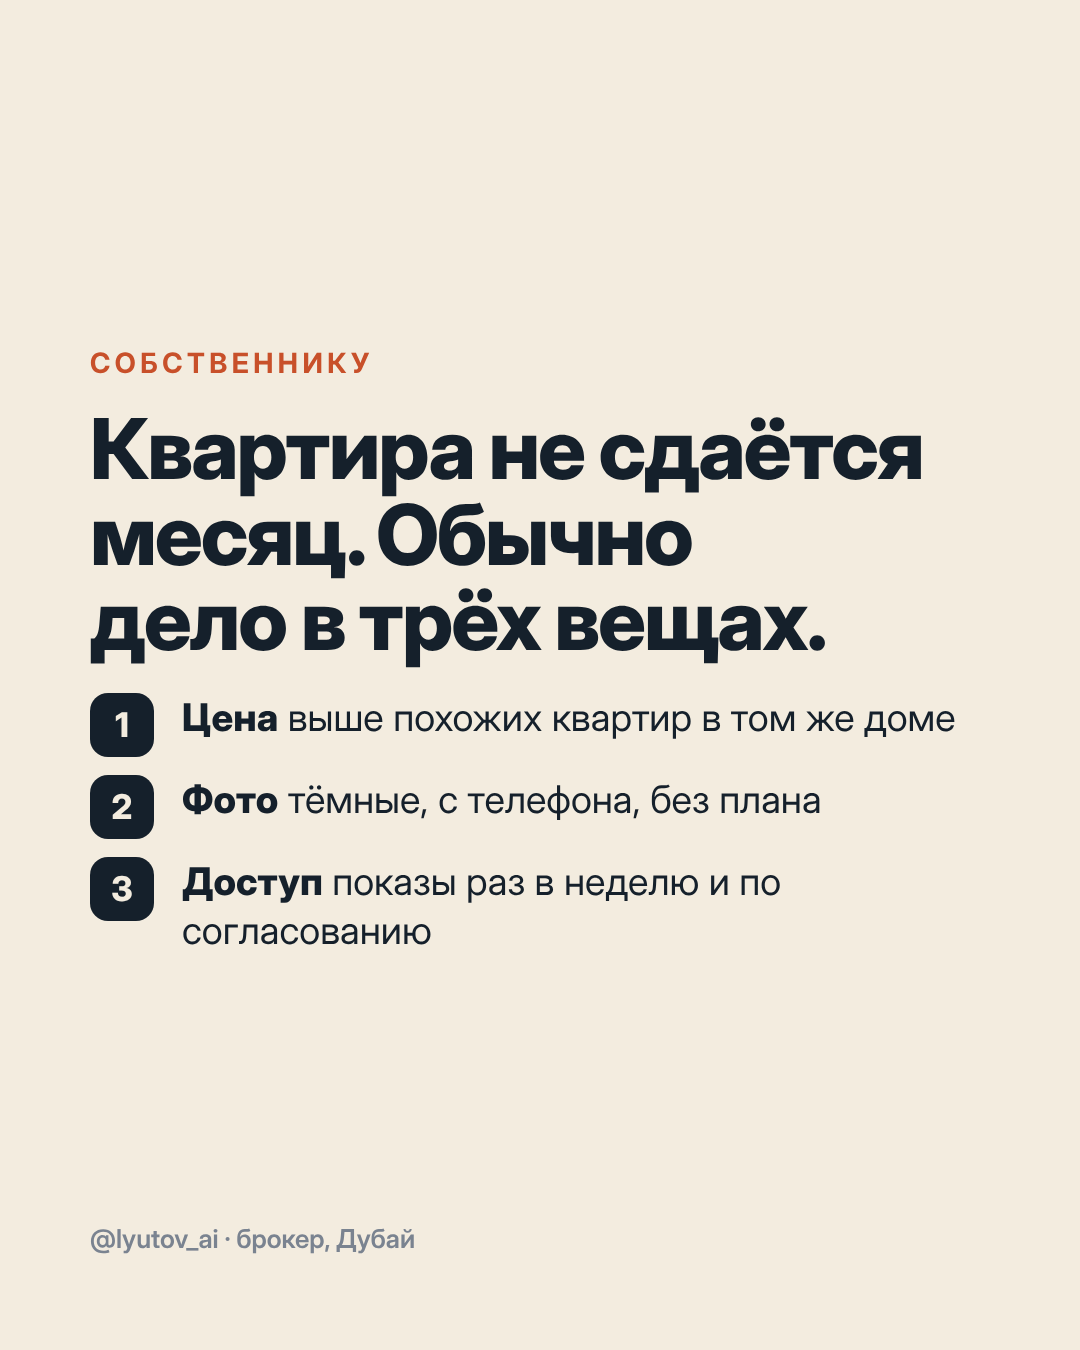 СОБСТВЕННИКУ
Квартира не сдаётся
месяц. Обычно
дело в трёх вещах.
1 Цена выше похожих квартир в том же доме
2 Фото тёмные, с телефона, без плана
3 Доступ показы раз в неделю и по
согласованию
@lyutov_ai · брокер, Дубай